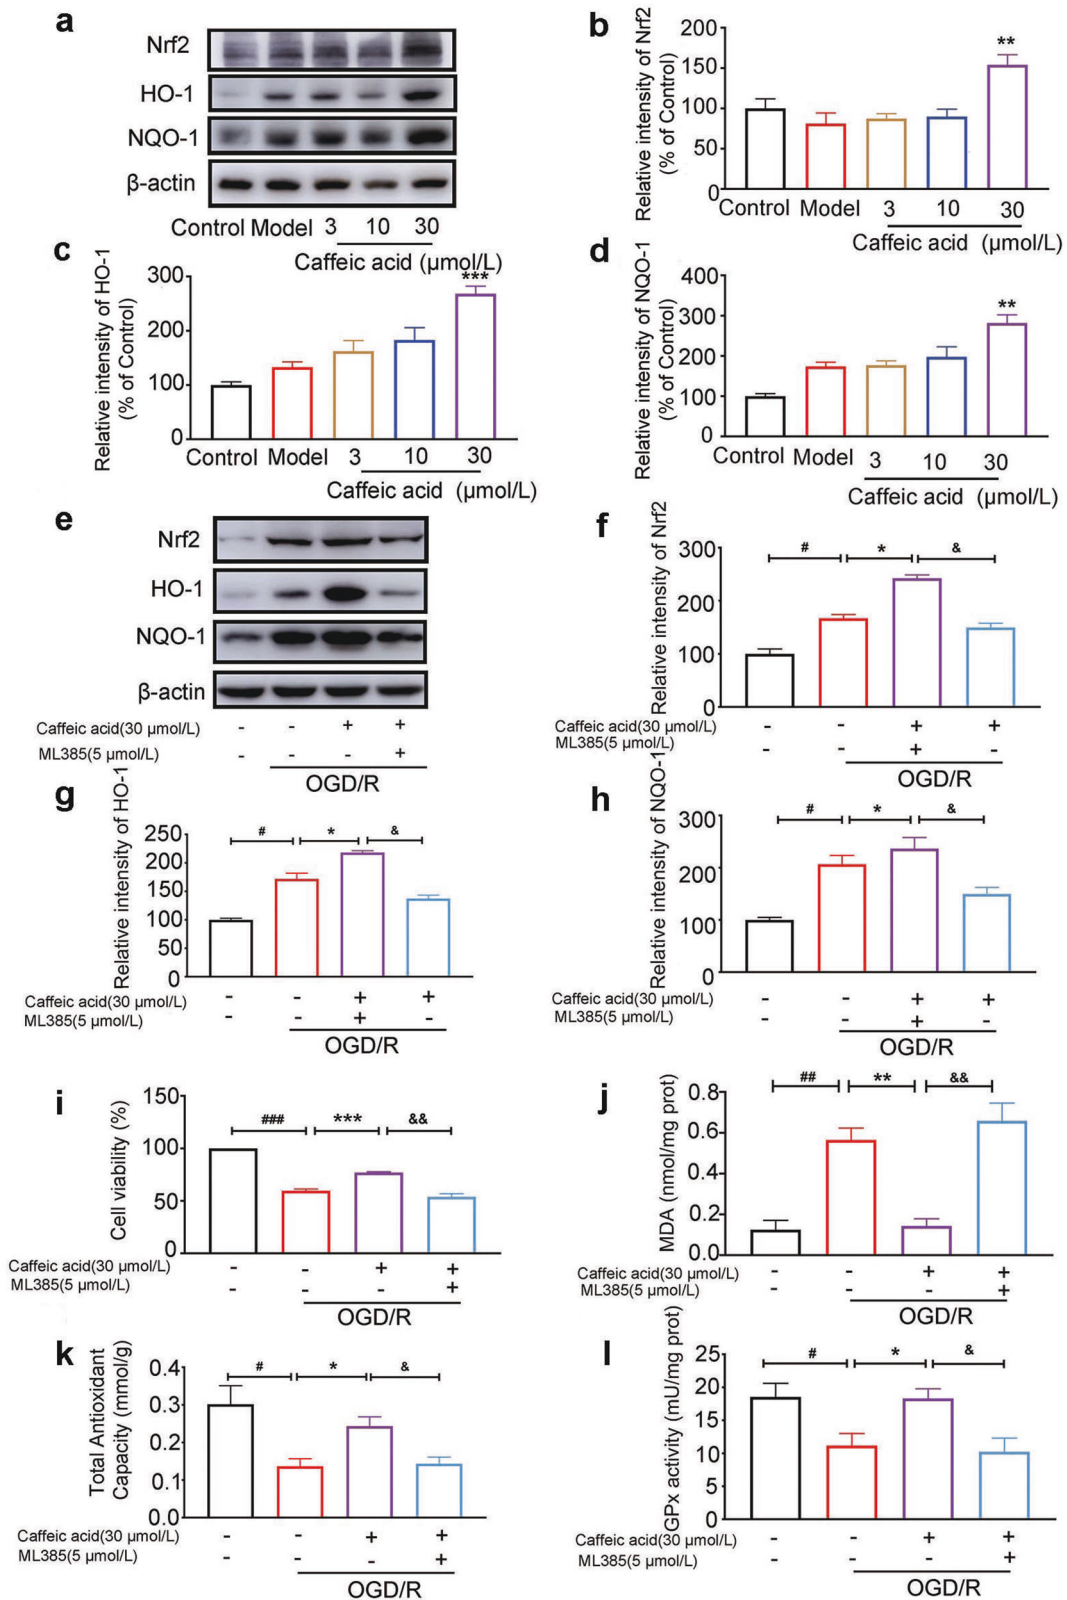 a
Nrf2
HO-1
NQO-1
β-actin
Control Model 3 10 30
Caffeic acid (μmol/L)
b
Relative intensity of Nrf2
(% of Control)
200
150
100
50
0
**
Control Model 3 10 30
Caffeic acid (μmol/L)
c
Relative intensity of HO-1
(% of Control)
300
200
100
0
***
Control Model 3 10 30
Caffeic acid (μmol/L)
d
Relative intensity of NQO-1
(% of Control)
400
300
200
100
0
**
Control Model 3 10 30
Caffeic acid (μmol/L)
e
Nrf2
HO-1
NQO-1
β-actin
Caffeic acid(30 μmol/L) - - + +
ML385(5 μmol/L) - - - +
OGD/R
f
Relative intensity of Nrf2
300
200
100
0
# * &
Caffeic acid(30 μmol/L) - - + +
ML385(5 μmol/L) - - + -
OGD/R
g
Relative intensity of HO-1
250
200
150
100
50
0
# * &
Caffeic acid(30 μmol/L) - - + +
ML385(5 μmol/L) - - + -
OGD/R
h
Relative intensity of NQO-1
300
200
100
0
# * &
Caffeic acid(30 μmol/L) - - + +
ML385(5 μmol/L) - - + -
OGD/R
i
Cell viability (%)
150
100
50
0
### *** &&
Caffeic acid(30 μmol/L) - - + +
ML385(5 μmol/L) - - - +
OGD/R
j
MDA (nmol/mg prot)
0.8
0.6
0.4
0.2
0.0
## ** &&
Caffeic acid(30 μmol/L) - - + +
ML385(5 μmol/L) - - - +
OGD/R
k
Total Antioxidant
Capacity (mmol/g)
0.4
0.3
0.2
0.1
0.0
# * &
Caffeic acid(30 μmol/L) - - + +
ML385(5 μmol/L) - - - +
OGD/R
l
GPx activity (mU/mg prot)
25
20
15
10
5
0
# * &
Caffeic acid(30 μmol/L) - - + +
ML385(5 μmol/L) - - - +
OGD/R